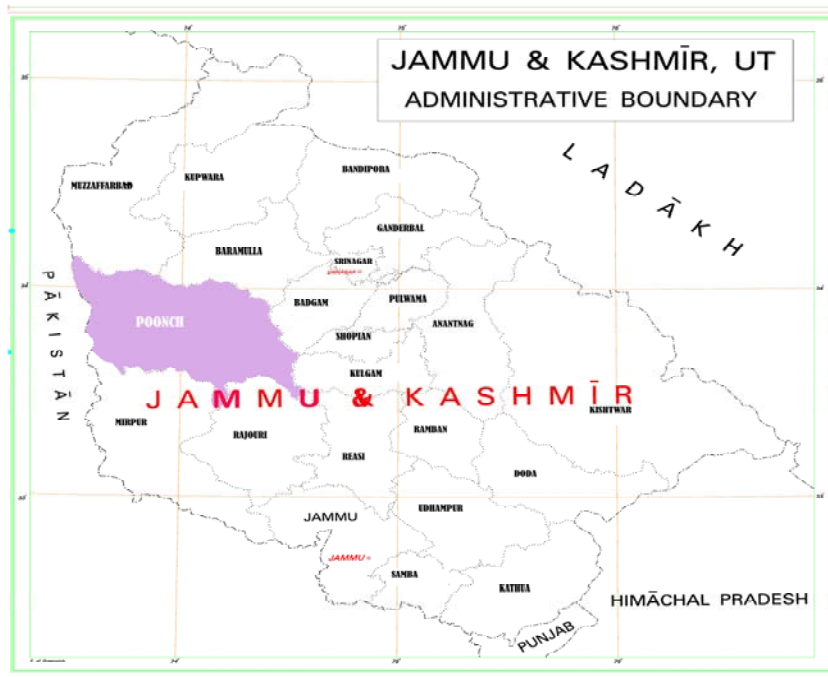 JAMMU & KASHMĪR, UT
ADMINISTRATIVE BOUNDARY
LADĀKH
BANDIPORA
KUPWARA
MUZZAFFARBAD
GANDERBAL
BARAMULLA
SRINAGAR
PĀKISTĀN
BADGAM
PULWAMA
POONCH
ANANTNAG
SHOPIAN
KULGAM
JAMMU & KASHMĪR
KISHTWAR
MIRPUR
RAJOURI
RAMBAN
REASI
DODA
UDHAMPUR
JAMMU
JAMMU
SAMBA
KATHUA
HIMĀCHAL PRADESH
PUNJAB